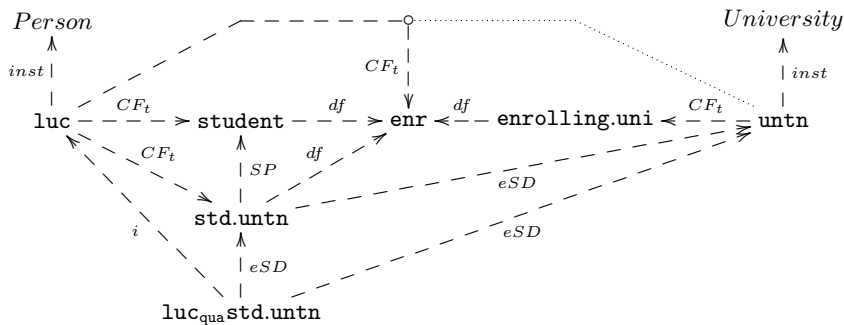 Person University
inst CF_t inst
luc CF_t student df enr df enrolling.uni CF_t untn
CF_t SP df eSD
std.untn
i eSD eSD
luc_qua std.untn